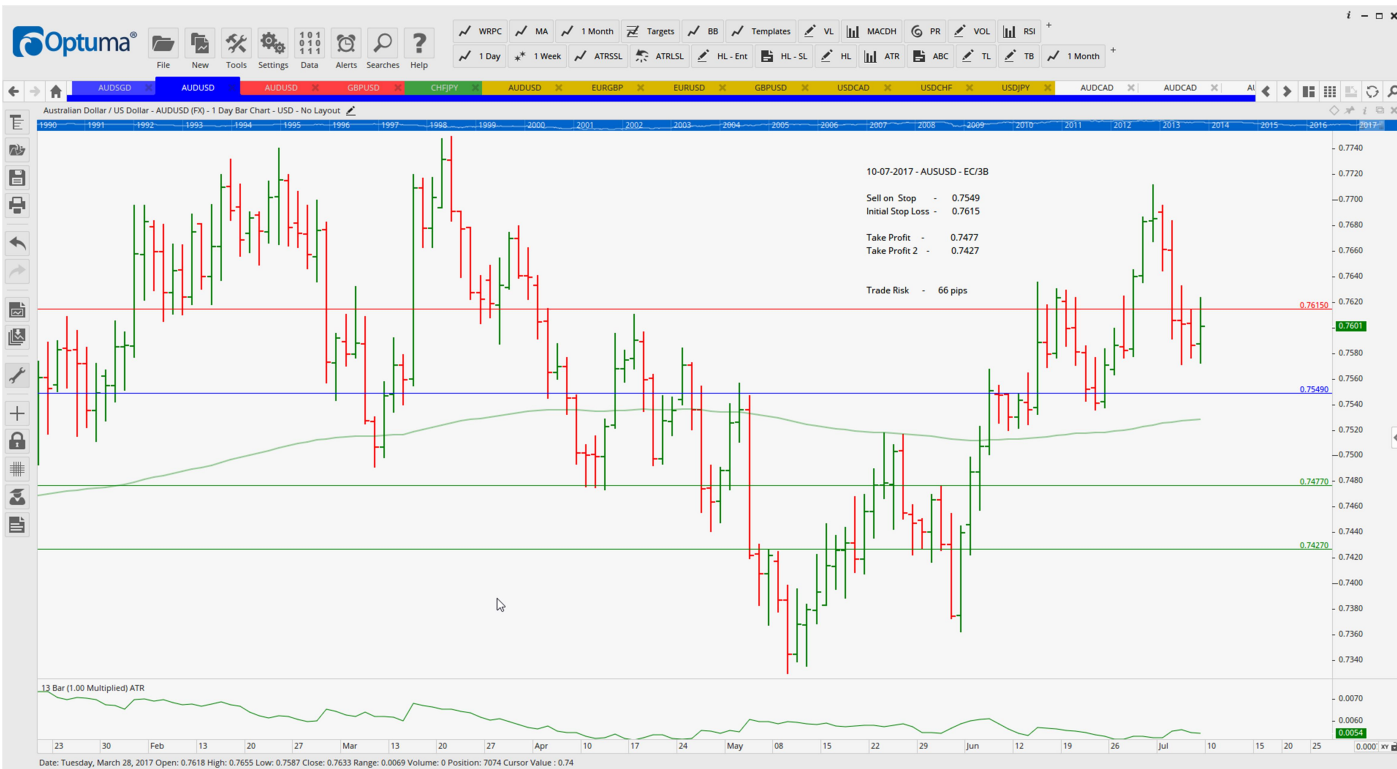 Optuma®
File
New
Tools
Settings
Data
Alerts
Searches
Help
WRPC
MA
1 Month
Targets
BB
Templates
VL
MACDH
PR
VOL
RSI
+
1 Day
1 Week
ATRSSL
ATRLSL
HL - Ent
HL - SL
HL
ATR
ABC
TL
TB
1 Month
+
AUDSGD
AUDUSD
AUDUSD
GBPUSD
CHFJPY
AUDUSD
EURGBP
EURUSD
GBPUSD
USDCAD
USDCHF
USDJPY
AUDCAD
AUDCAD
Australian Dollar / US Dollar - AUDUSD (FX) - 1 Day Bar Chart - USD - No Layout
1990 1991 1992 1993 1994 1995 1996 1997 1998 1999 2000 2001 2002 2003 2004 2005 2006 2007 2008 2009 2010 2011 2012 2013 2014 2015 2016 2017
10-07-2017 - AUSUSD - EC/3B
Sell on Stop - 0.7549
Initial Stop Loss - 0.7615
Take Profit - 0.7477
Take Profit 2 - 0.7427
Trade Risk - 66 pips
0.76150
0.75490
0.74770
0.74270
0.7740
0.7720
0.7700
0.7680
0.7660
0.7640
0.7620
0.7601
0.7580
0.7560
0.7540
0.7520
0.7500
0.7480
0.7460
0.7440
0.7420
0.7400
0.7380
0.7360
0.7340
13 Bar (1.00 Multiplied) ATR
0.0070
0.0060
0.0054
23 30 Feb 13 20 27 Mar 13 20 27 Apr 10 17 24 May 08 15 22 29 Jun 12 19 26 Jul 10 15 20 25
0.000 XY
Date: Tuesday, March 28, 2017 Open: 0.7618 High: 0.7655 Low: 0.7587 Close: 0.7633 Range: 0.0069 Volume: 0 Position: 7074 Cursor Value : 0.74